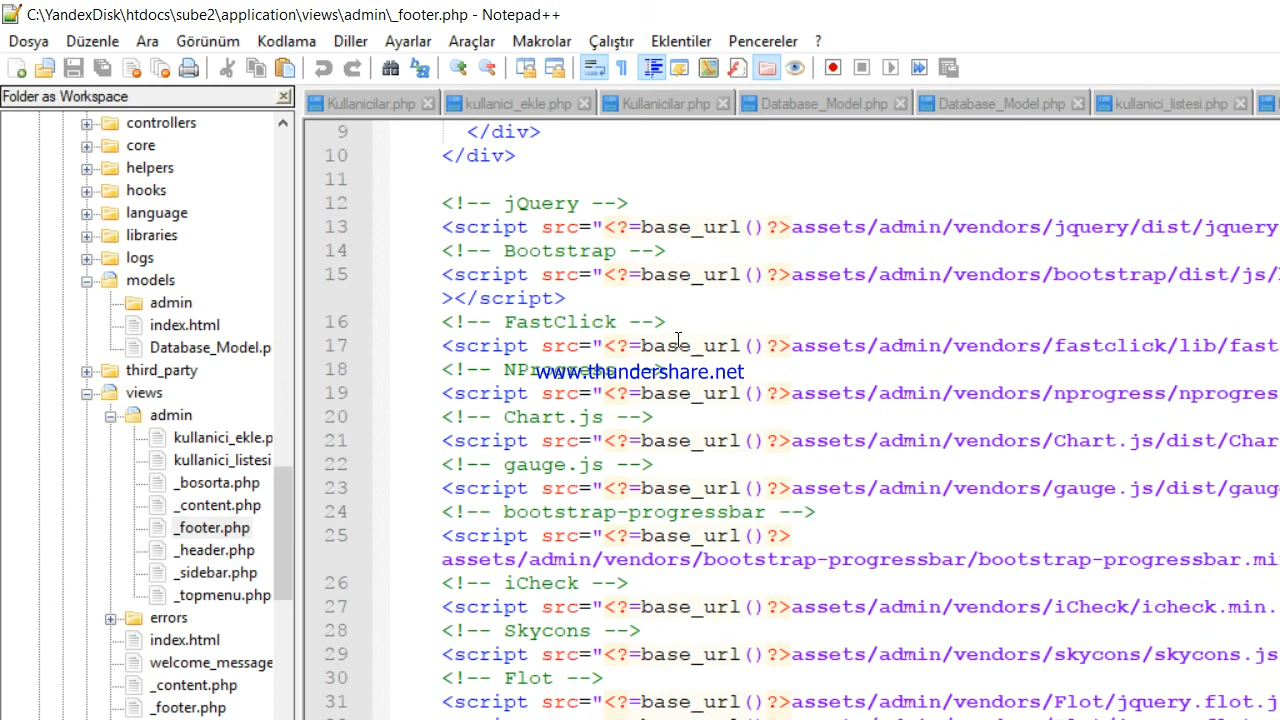 C:\YandexDisk\htdocs\sube2\application\views\admin\_footer.php - Notepad++
Dosya Düzenle Ara Görünüm Kodlama Diller Ayarlar Araçlar Makrolar Çalıştır Eklentiler Pencereler ?
Folder as Workspace
Kullanicilar.php kullanici_ekle.php Kullanicilar.php Database_Model.php Database_Model.php kullanici_listesi.php
controllers
core
helpers
hooks
language
libraries
logs
models
admin
index.html
Database_Model.p
third_party
views
admin
kullanici_ekle.p
kullanici_listesi
_bosorta.php
_content.php
_footer.php
_header.php
_sidebar.php
_topmenu.php
errors
index.html
welcome_message
_content.php
_footer.php
9 </div>
10 </div>
11
12 <!-- jQuery -->
13 <script src="<?=base_url()?>assets/admin/vendors/jquery/dist/jquery
14 <!-- Bootstrap -->
15 <script src="<?=base_url()?>assets/admin/vendors/bootstrap/dist/js/
></script>
16 <!-- FastClick -->
17 <script src="<?=base_url()?>assets/admin/vendors/fastclick/lib/fast
18 <!-- NProgress -->
www.thundershare.net
19 <script src="<?=base_url()?>assets/admin/vendors/nprogress/nprogres
20 <!-- Chart.js -->
21 <script src="<?=base_url()?>assets/admin/vendors/Chart.js/dist/Char
22 <!-- gauge.js -->
23 <script src="<?=base_url()?>assets/admin/vendors/gauge.js/dist/gaug
24 <!-- bootstrap-progressbar -->
25 <script src="<?=base_url()?>
assets/admin/vendors/bootstrap-progressbar/bootstrap-progressbar.mi
26 <!-- iCheck -->
27 <script src="<?=base_url()?>assets/admin/vendors/iCheck/icheck.min.
28 <!-- Skycons -->
29 <script src="<?=base_url()?>assets/admin/vendors/skycons/skycons.js
30 <!-- Flot -->
31 <script src="<?=base_url()?>assets/admin/vendors/Flot/jquery.flot.j